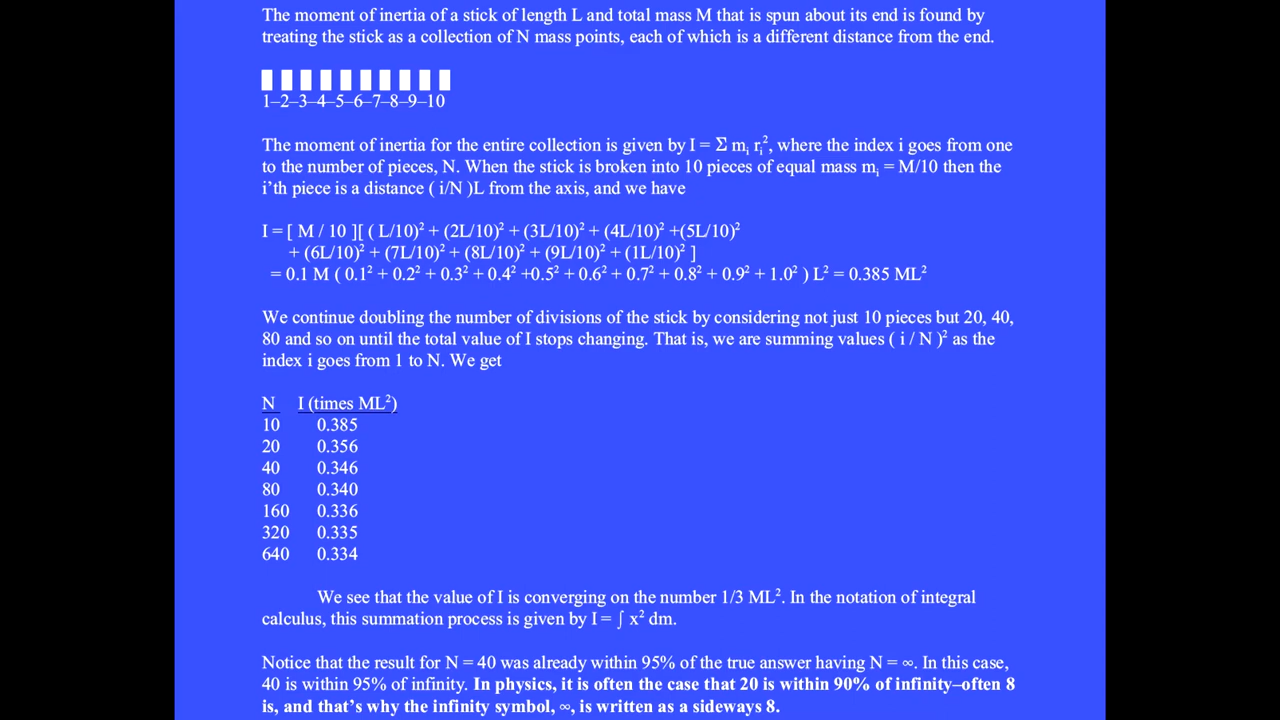 The moment of inertia of a stick of length L and total mass M that is spun about its end is found by
treating the stick as a collection of N mass points, each of which is a different distance from the end.
1–2–3–4–5–6–7–8–9–10
The moment of inertia for the entire collection is given by I = Σ mᵢ rᵢ², where the index i goes from one
to the number of pieces, N. When the stick is broken into 10 pieces of equal mass mᵢ = M/10 then the
i’th piece is a distance ( i/N )L from the axis, and we have
I = [ M / 10 ][ ( L/10)² + (2L/10)² + (3L/10)² + (4L/10)² +(5L/10)²
+ (6L/10)² + (7L/10)² + (8L/10)² + (9L/10)² + (1L/10)² ]
= 0.1 M ( 0.1² + 0.2² + 0.3² + 0.4² +0.5² + 0.6² + 0.7² + 0.8² + 0.9² + 1.0² ) L² = 0.385 ML²
We continue doubling the number of divisions of the stick by considering not just 10 pieces but 20, 40,
80 and so on until the total value of I stops changing. That is, we are summing values ( i / N )² as the
index i goes from 1 to N. We get
N I (times ML²)
10 0.385
20 0.356
40 0.346
80 0.340
160 0.336
320 0.335
640 0.334
We see that the value of I is converging on the number 1/3 ML². In the notation of integral
calculus, this summation process is given by I = ∫ x² dm.
Notice that the result for N = 40 was already within 95% of the true answer having N = ∞. In this case,
40 is within 95% of infinity. In physics, it is often the case that 20 is within 90% of infinity–often 8
is, and that’s why the infinity symbol, ∞, is written as a sideways 8.